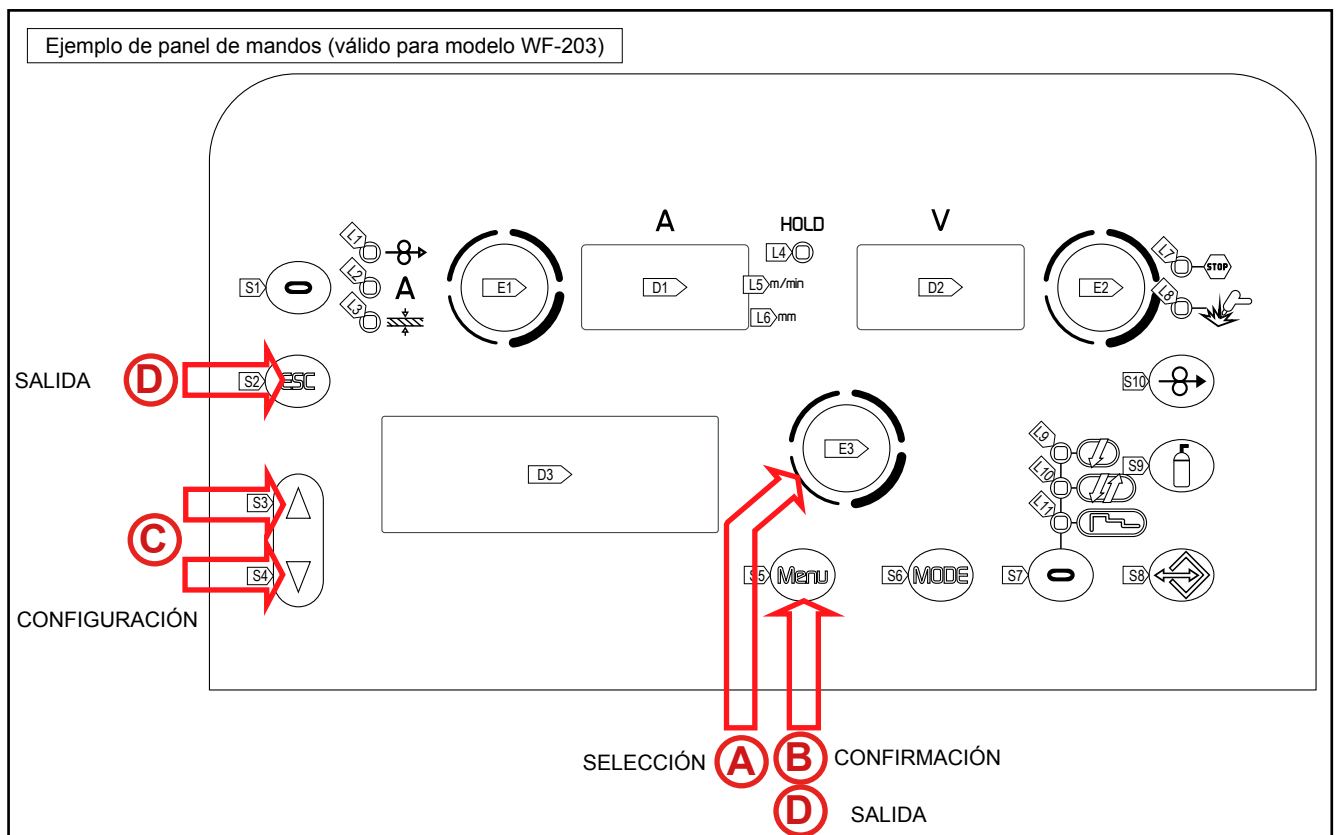 Ejemplo de panel de mandos (válido para modelo WF-203)
A
HOLD
V
L1
L2
L3
A
S1
E1
D1
L4
L5 m/min
L6 mm
D2
E2
L7
STOP
L8
SALIDA
D
S2
ESC
S10
E3
D3
L9
L10
L11
S9
S3
C
S4
CONFIGURACIÓN
S5
Menu
S6
MODE
S7
S8
SELECCIÓN
A
B
CONFIRMACIÓN
D
SALIDA